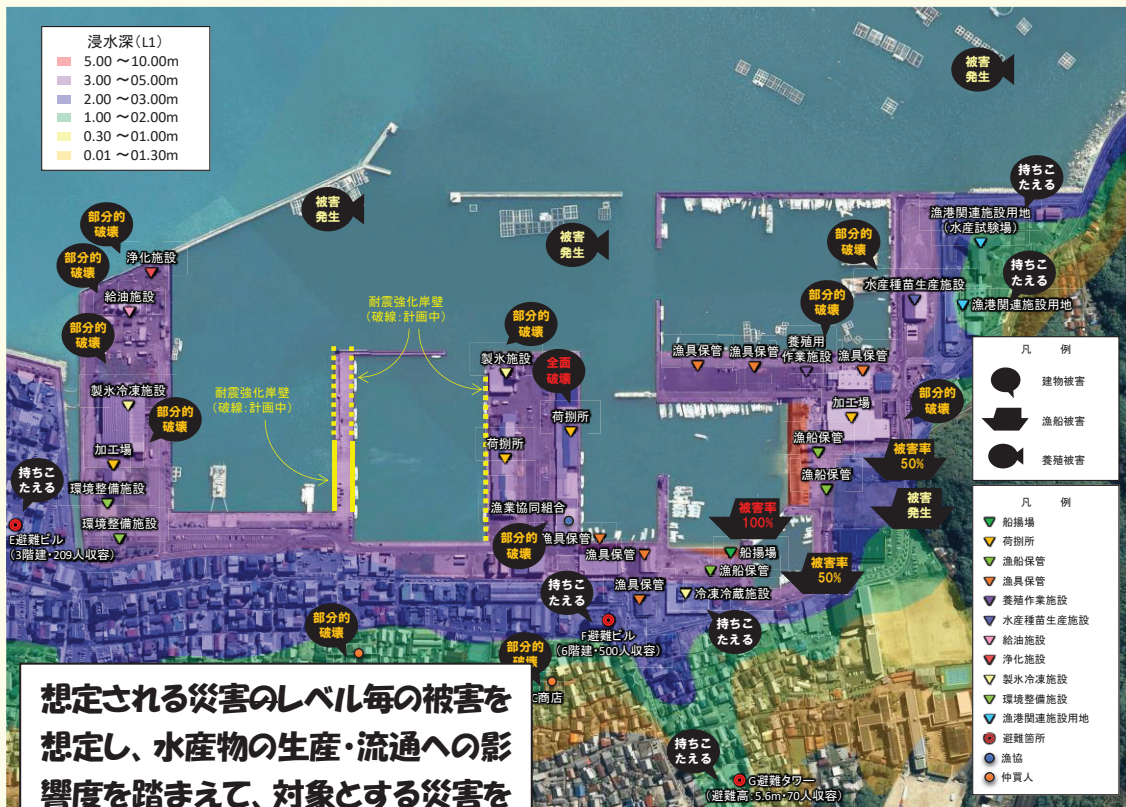 浸水深(L1)
5.00 ～10.00m
3.00 ～05.00m
2.00 ～03.00m
1.00 ～02.00m
0.30 ～01.00m
0.01 ～01.30m
被害
発生
被害
発生
被害
発生
持ちこ
たえる
漁港関連施設用地
(水産試験場)
持ちこ
たえる
漁港関連施設用地
部分的
破壊
浄化施設
部分的
破壊
給油施設
部分的
破壊
製氷冷凍施設
部分的
破壊
加工場
環境整備施設
環境整備施設
持ちこ
たえる
E避難ビル
(3階建・209人収容)
耐震強化岸壁
(破線:計画中)
耐震強化岸壁
(破線:計画中)
部分的
破壊
製氷施設
全面
破壊
荷捌所
荷捌所
漁業協同組合
部分的
破壊
漁具保管
漁具保管
漁具保管
部分的
破壊
水産種苗生産施設
部分的
破壊
養殖用
作業施設
漁具保管
漁具保管
漁具保管
加工場
部分的
破壊
漁船保管
漁船保管
被害率
50%
被害
発生
被害率
100%
船揚場
漁船保管
被害率
50%
冷凍冷蔵施設
持ちこ
たえる
持ちこ
たえる
F避難ビル
(6階建・500人収容)
部分的
破壊
部分的
破壊
C商店
持ちこ
たえる
G避難タワー
(避難高:5.6m・70人収容)
凡 例
建物被害
漁船被害
養殖被害
凡 例
船揚場
荷捌所
漁船保管
漁具保管
養殖作業施設
水産種苗生産施設
給油施設
浄化施設
製氷冷凍施設
環境整備施設
漁港関連施設用地
避難箇所
漁協
仲買人
想定される災害のレベル毎の被害を
想定し、水産物の生産・流通への影
響度を踏まえて、対象とする災害を